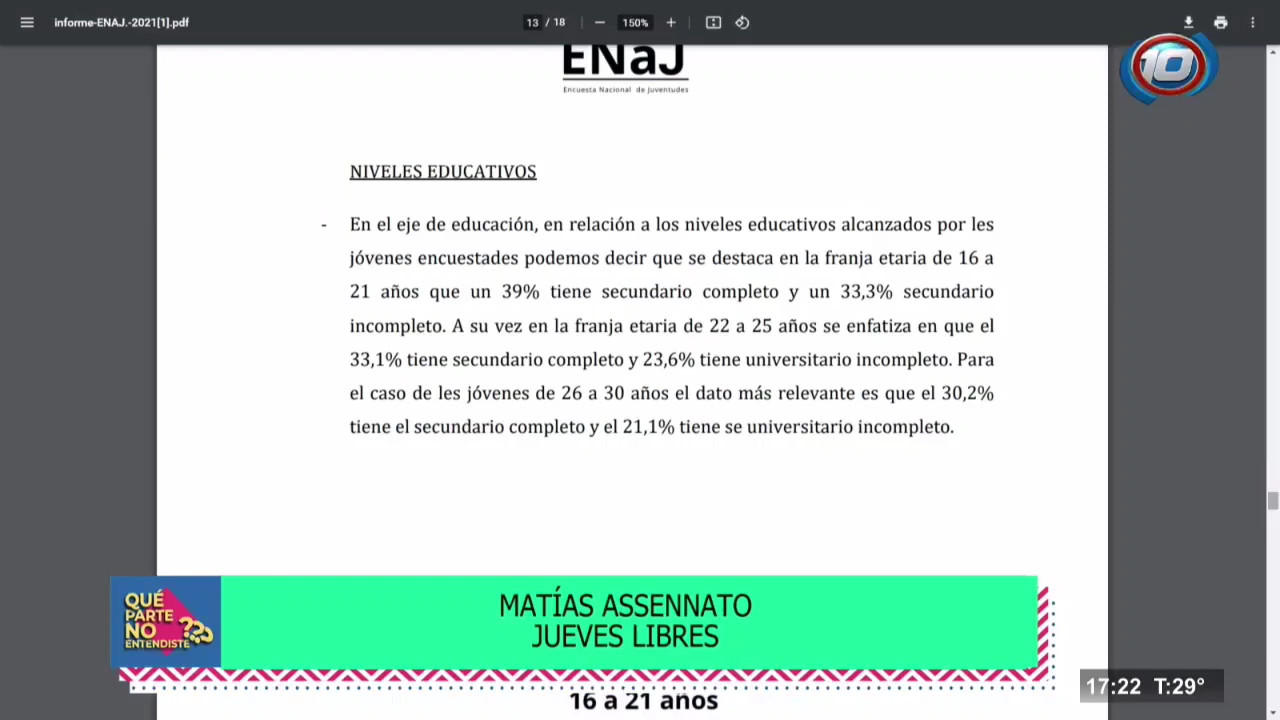 informe-ENAJ.-2021[1].pdf
13 / 18
150%
10
ENaJ
Encuesta Nacional de Juventudes
NIVELES EDUCATIVOS
- En el eje de educación, en relación a los niveles educativos alcanzados por les
jóvenes encuestades podemos decir que se destaca en la franja etaria de 16 a
21 años que un 39% tiene secundario completo y un 33,3% secundario
incompleto. A su vez en la franja etaria de 22 a 25 años se enfatiza en que el
33,1% tiene secundario completo y 23,6% tiene universitario incompleto. Para
el caso de les jóvenes de 26 a 30 años el dato más relevante es que el 30,2%
tiene el secundario completo y el 21,1% tiene se universitario incompleto.
QUÉ
PARTE
NO
ENTENDISTE
???
MATÍAS ASSENNATO
JUEVES LIBRES
16 a 21 años
17:22 T:29°